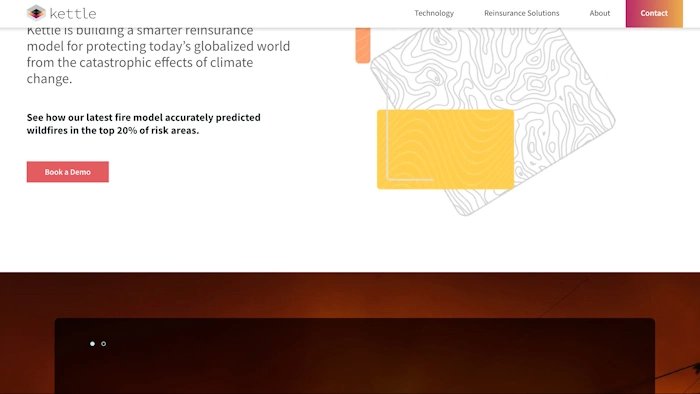 kettle
Technology
Reinsurance Solutions
About
Contact
Kettle is building a smarter reinsurance
model for protecting today's globalized world
from the catastrophic effects of climate
change.
See how our latest fire model accurately predicted
wildfires in the top 20% of risk areas.
Book a Demo